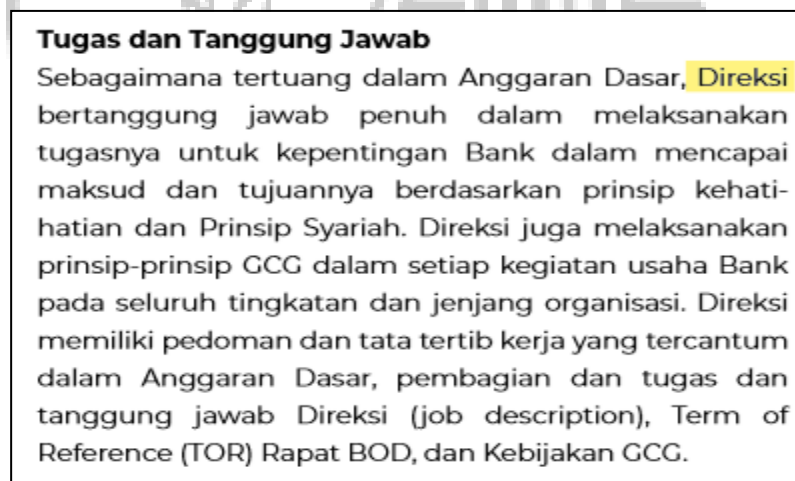 Tugas dan Tanggung Jawab
Sebagaimana tertuang dalam Anggaran Dasar, Direksi
bertanggung jawab penuh dalam melaksanakan
tugasnya untuk kepentingan Bank dalam mencapai
maksud dan tujuannya berdasarkan prinsip kehati-
hatian dan Prinsip Syariah. Direksi juga melaksanakan
prinsip-prinsip GCG dalam setiap kegiatan usaha Bank
pada seluruh tingkatan dan jenjang organisasi. Direksi
memiliki pedoman dan tata tertib kerja yang tercantum
dalam Anggaran Dasar, pembagian dan tugas dan
tanggung jawab Direksi (job description), Term of
Reference (TOR) Rapat BOD, dan Kebijakan GCG.